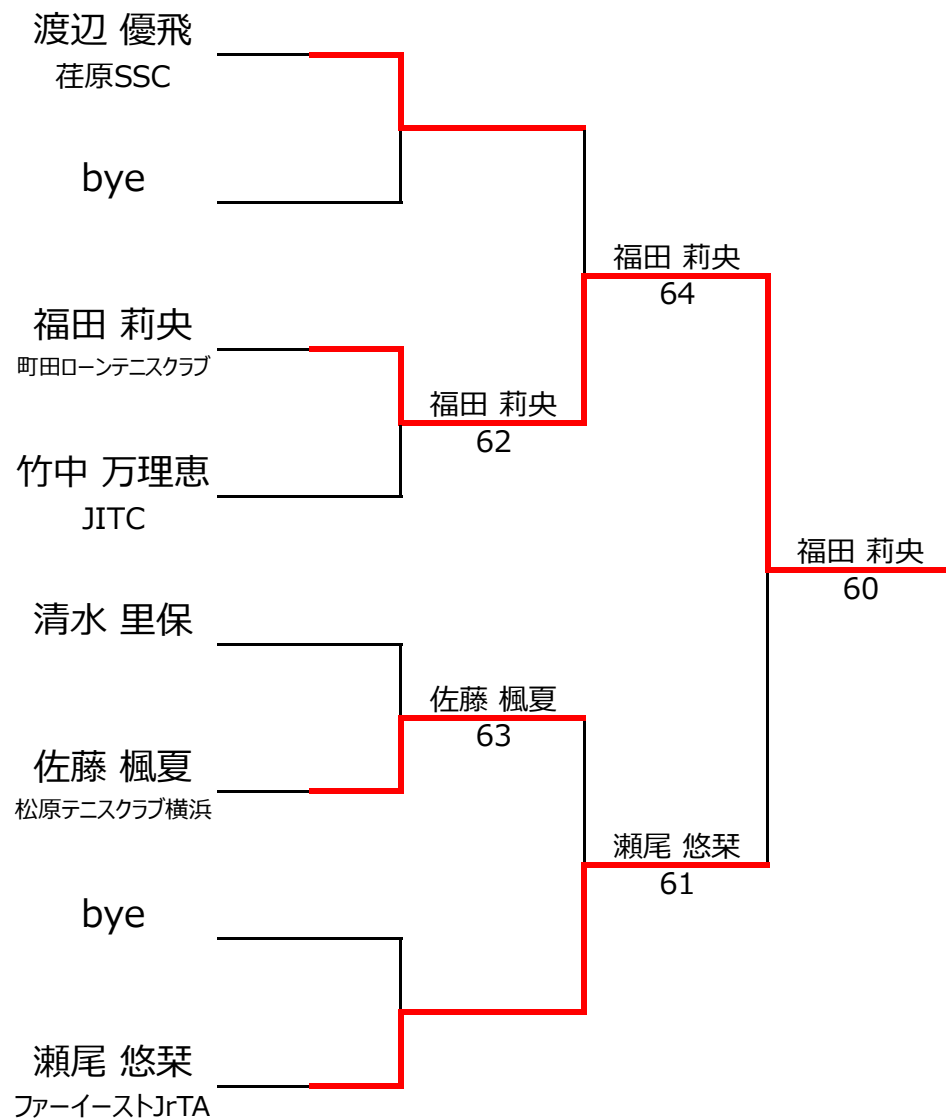 渡辺 優飛
荏原SSC
bye
福田 莉央
64
福田 莉央
町田ローンテニスクラブ
福田 莉央
62
竹中 万理恵
JITC
福田 莉央
60
清水 里保
佐藤 楓夏
63
佐藤 楓夏
松原テニスクラブ横浜
瀬尾 悠栞
61
bye
瀬尾 悠栞
ファーイーストJrTA